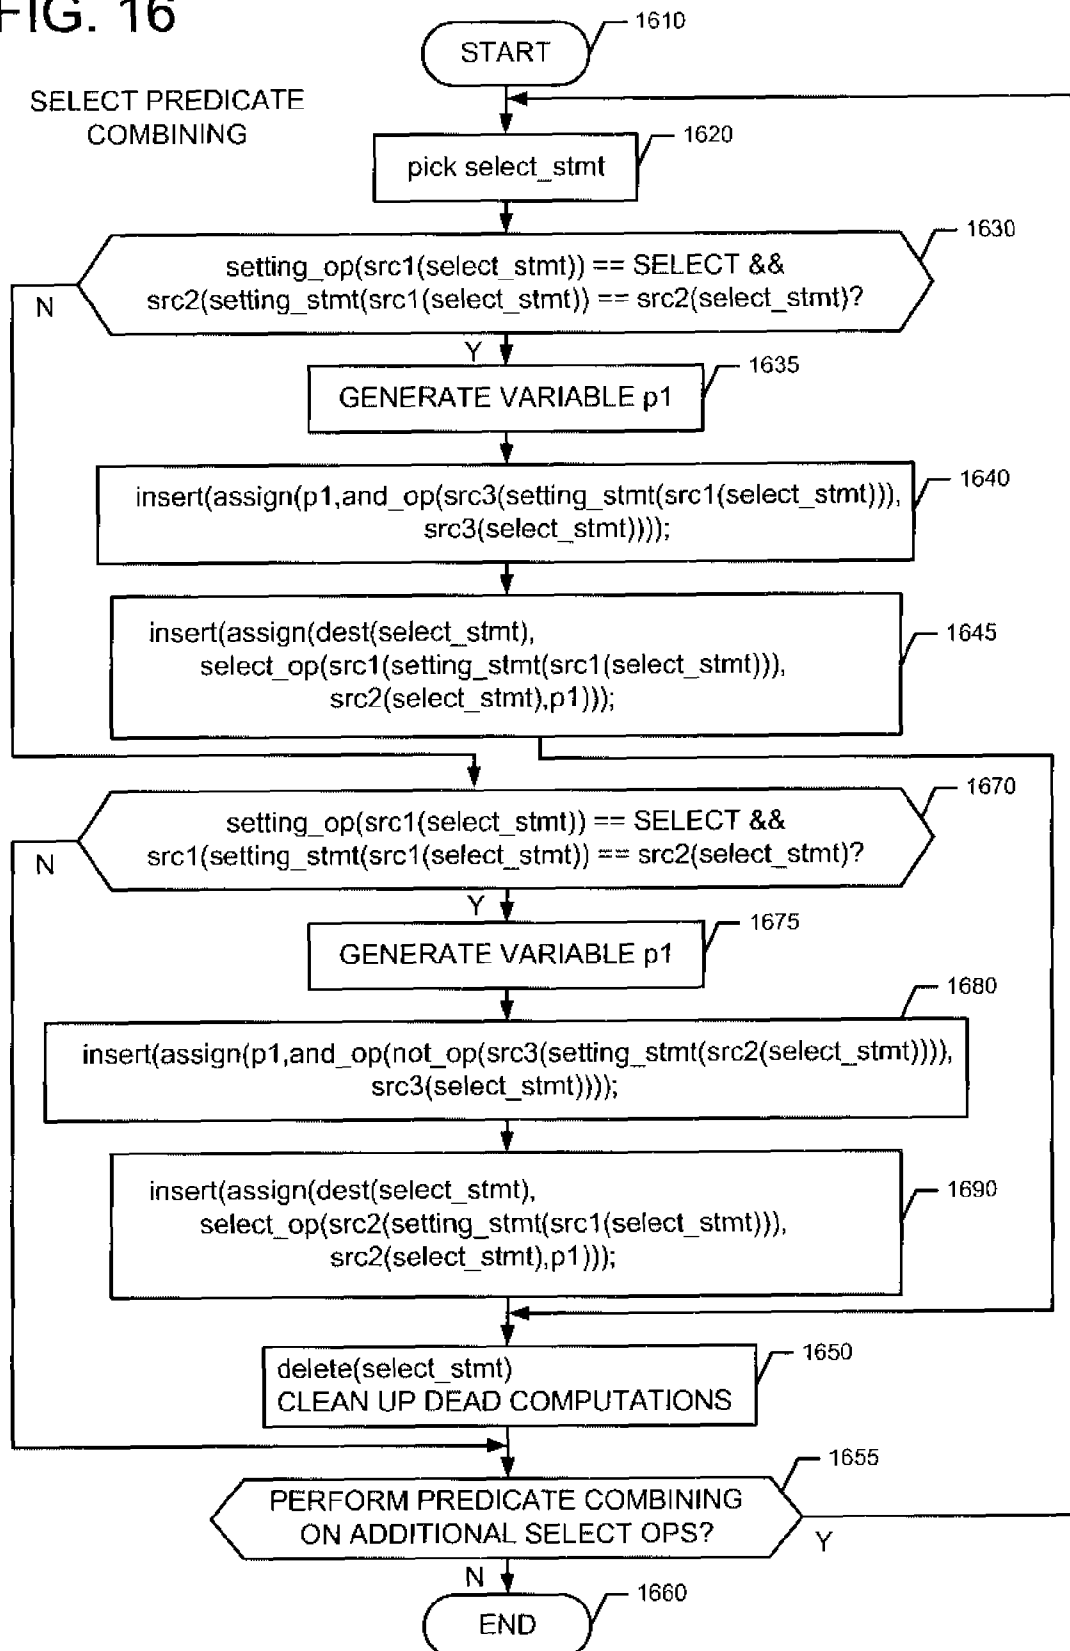 FIG. 16
1610
START
SELECT PREDICATE
COMBINING
1620
pick select_stmt
1630
setting_op(src1(select_stmt)) == SELECT &&
src2(setting_stmt(src1(select_stmt)) == src2(select_stmt)?
N
Y
1635
GENERATE VARIABLE p1
1640
insert(assign(p1,and_op(src3(setting_stmt(src1(select_stmt))),
src3(select_stmt))));
1645
insert(assign(dest(select_stmt),
select_op(src1(setting_stmt(src1(select_stmt))),
src2(select_stmt),p1)));
1670
setting_op(src1(select_stmt)) == SELECT &&
src1(setting_stmt(src1(select_stmt)) == src2(select_stmt)?
N
Y
1675
GENERATE VARIABLE p1
1680
insert(assign(p1,and_op(not_op(src3(setting_stmt(src2(select_stmt)))),
src3(select_stmt))));
1690
insert(assign(dest(select_stmt),
select_op(src2(setting_stmt(src1(select_stmt))),
src2(select_stmt),p1)));
1650
delete(select_stmt)
CLEAN UP DEAD COMPUTATIONS
1655
PERFORM PREDICATE COMBINING
ON ADDITIONAL SELECT OPS?
Y
N
1660
END